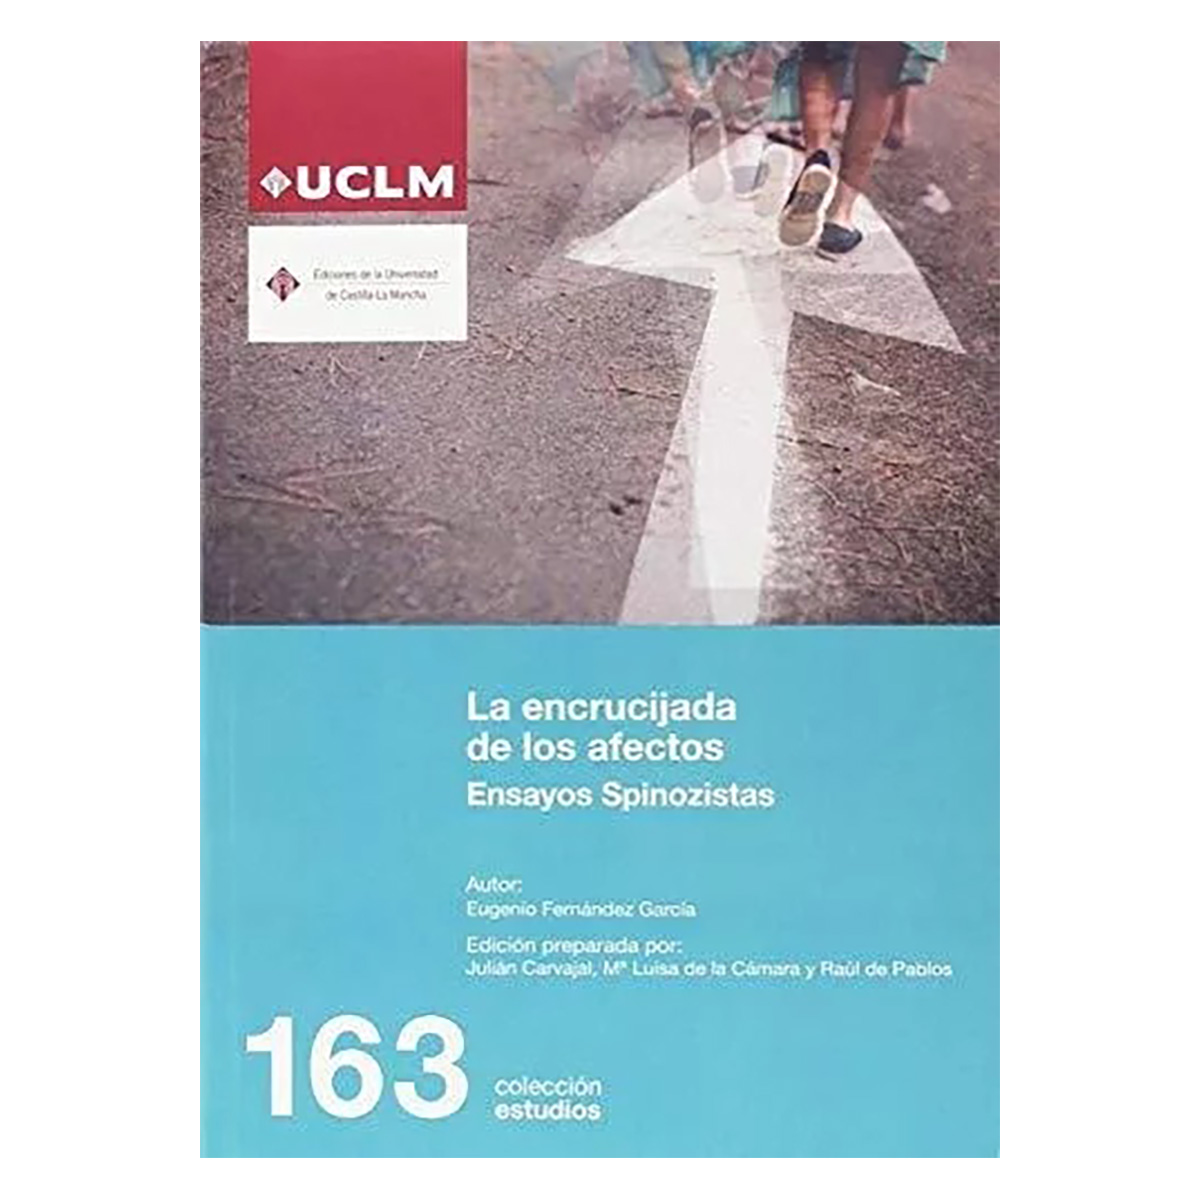 UCLM
Ediciones de la Universidad
de Castilla-La Mancha
La encrucijada
de los afectos
Ensayos Spinozistas
Autor:
Eugenio Fernández García
Edición preparada por:
Julián Carvajal, Mª Luisa de la Cámara y Raúl de Pablos
163
colección
estudios